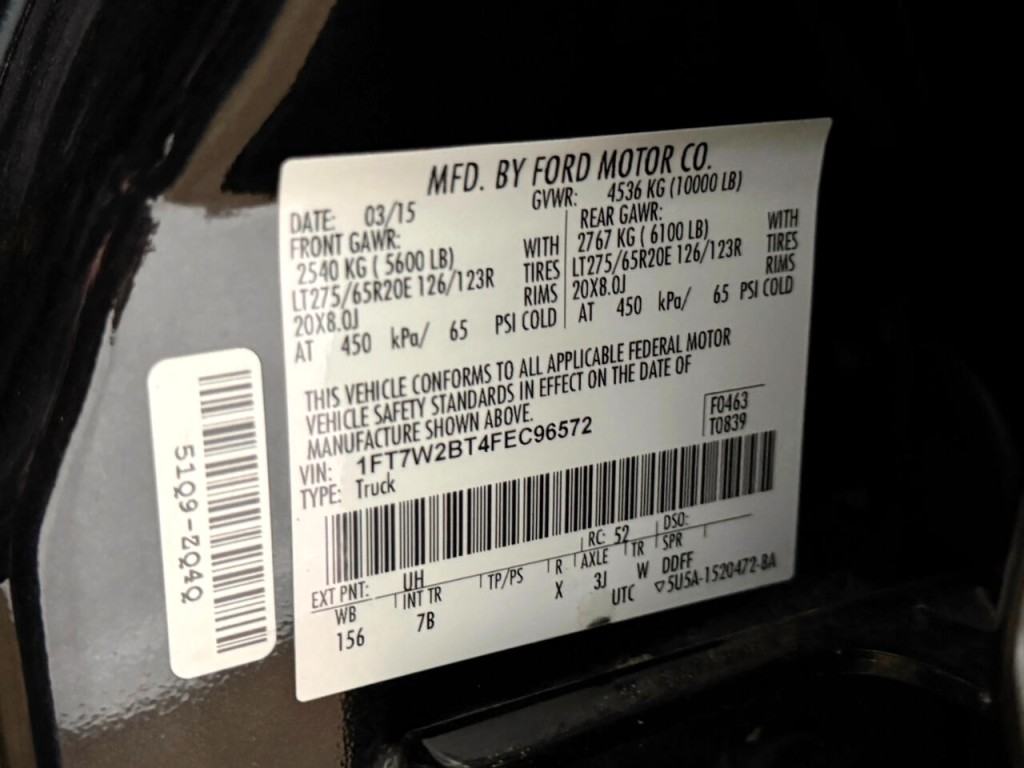 MFD. BY FORD MOTOR CO.
DATE: 03/15 GVWR: 4536 KG (10000 LB)
FRONT GAWR: REAR GAWR:
2540 KG ( 5600 LB) WITH 2767 KG ( 6100 LB) WITH
LT275/65R20E 126/123R TIRES LT275/65R20E 126/123R TIRES
20X8.0J RIMS 20X8.0J RIMS
AT 450 kPa/ 65 PSI COLD AT 450 kPa/ 65 PSI COLD
THIS VEHICLE CONFORMS TO ALL APPLICABLE FEDERAL MOTOR
VEHICLE SAFETY STANDARDS IN EFFECT ON THE DATE OF
MANUFACTURE SHOWN ABOVE.
VIN: 1FT7W2BT4FEC96572 F0463
TYPE: Truck T0839
EXT PNT: UH RC: 52 DSO:
WB INT TR TP/PS R AXLE TR SPR
156 7B X 3J W DDFF
UTC ▽5U5A-1520472-BA
51Q9-ZQ4Q